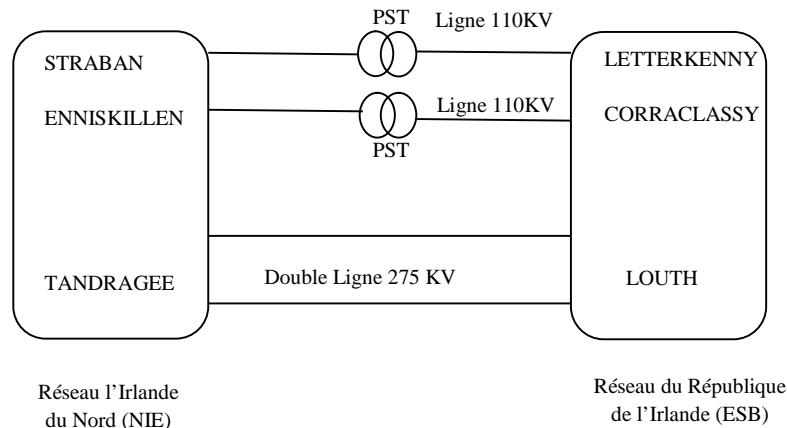 PST
Ligne 110KV
STRABAN
LETTERKENNY
ENNISKILLEN
Ligne 110KV
CORRACLASSY
PST
TANDRAGEE
Double Ligne 275 KV
LOUTH
Réseau l’Irlande
du Nord (NIE)
Réseau du République
de l’Irlande (ESB)